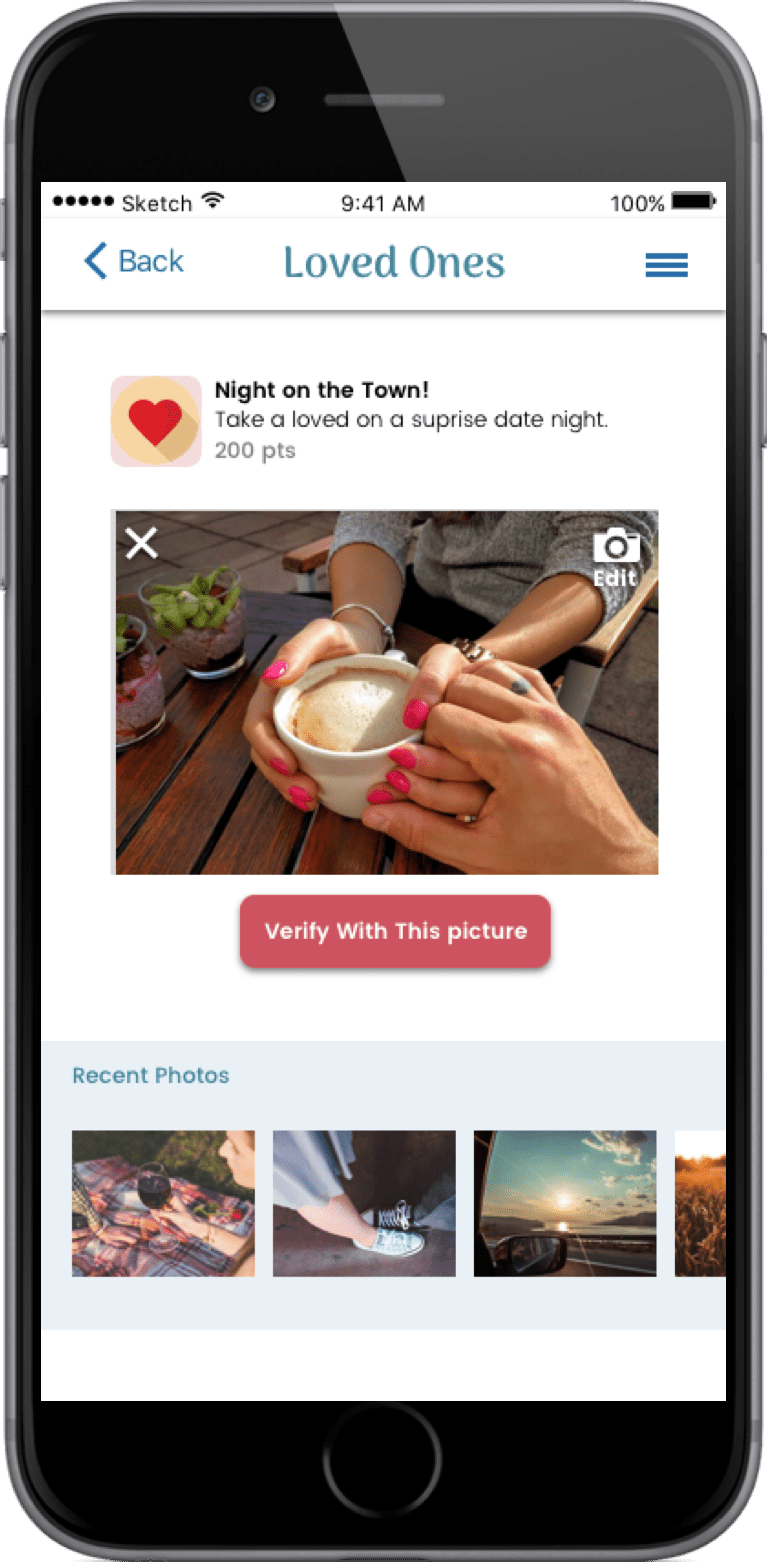 Sketch 9:41 AM 100%
Back Loved Ones
Night on the Town!
Take a loved on a suprise date night.
200 pts
Edit
Verify With This picture
Recent Photos